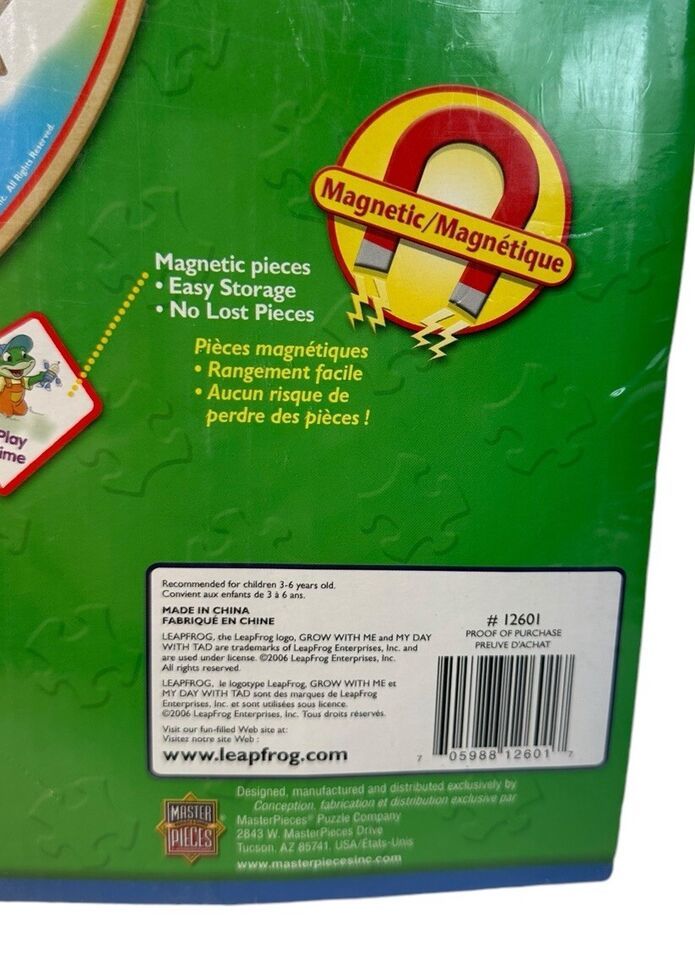 All Rights Reserved.
Magnetic/Magnétique
Magnetic pieces
• Easy Storage
• No Lost Pieces
Pièces magnétiques
• Rangement facile
• Aucun risque de
perdre des pièces !
Play
Recommended for children 3-6 years old.
Convient aux enfants de 3 à 6 ans.
MADE IN CHINA
FABRIQUÉ EN CHINE
LEAPFROG, the LeapFrog logo, GROW WITH ME and MY DAY
WITH TAD are trademarks of LeapFrog Enterprises, Inc. and
are used under license. ©2006 LeapFrog Enterprises, Inc.
All rights reserved.
LEAPFROG, le logotype LeapFrog, GROW WITH ME et
MY DAY WITH TAD sont des marques de LeapFrog
Enterprises, Inc. et sont utilisées sous licence.
©2006 LeapFrog Enterprises, Inc. Tous droits réservés.
Visit our fun-filled Web site at:
Visitez notre site Web :
www.leapfrog.com
# 12601
PROOF OF PURCHASE
PREUVE D'ACHAT
7 05988 12601 7
MASTER
PIECES
Designed, manufactured and distributed exclusively by
Conception, fabrication et distribution exclusive par
MasterPieces® Puzzle Company
2843 W. MasterPieces Drive
Tucson, AZ 85741, USA/États-Unis
www.masterpiecesinc.com